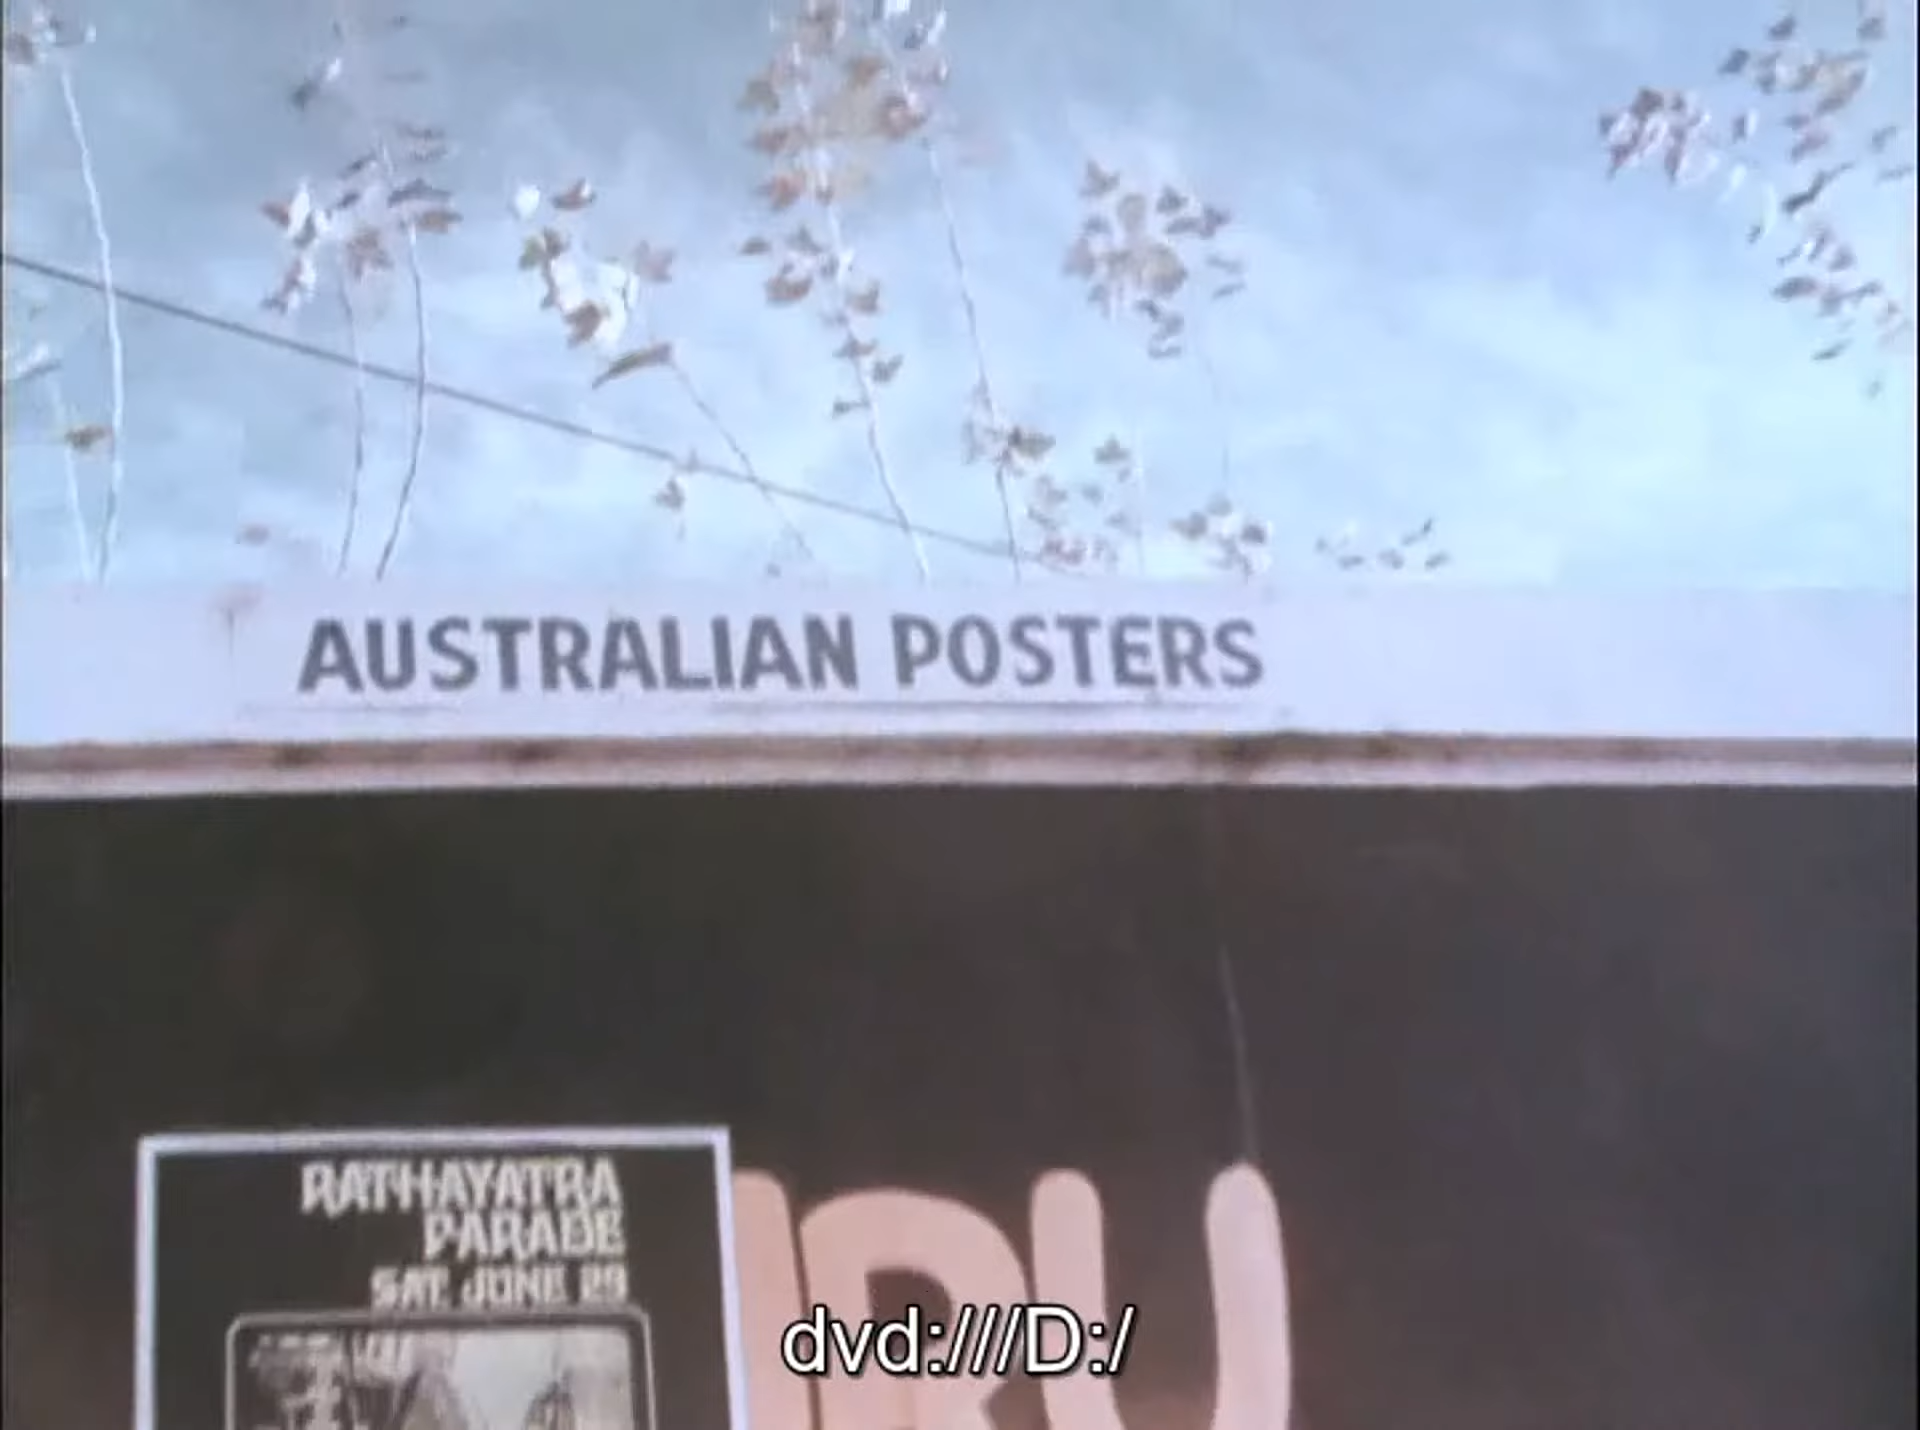 AUSTRALIAN POSTERS
RATHAYATRA
PARADE
SAT. JUNE 29
dvd:///D:/